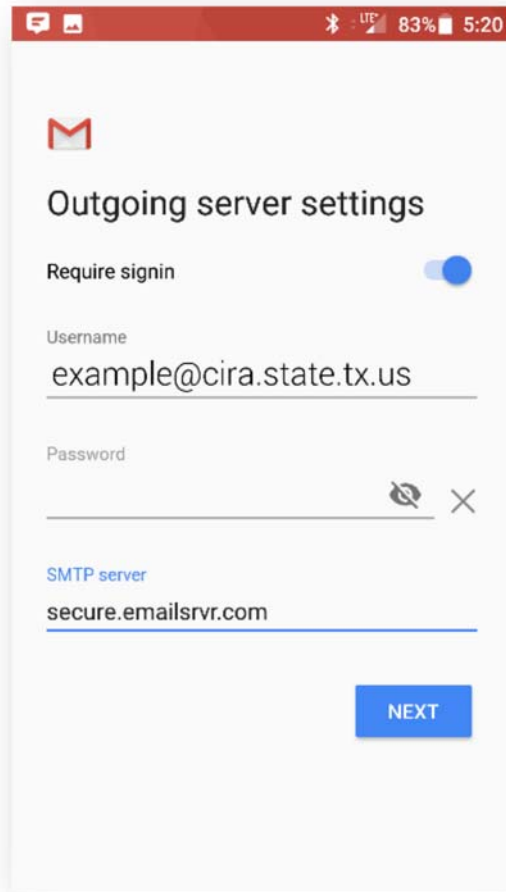 LTE 83% 5:20
Outgoing server settings
Require signin
Username
example@cira.state.tx.us
Password
SMTP server
secure.emailsrvr.com
NEXT